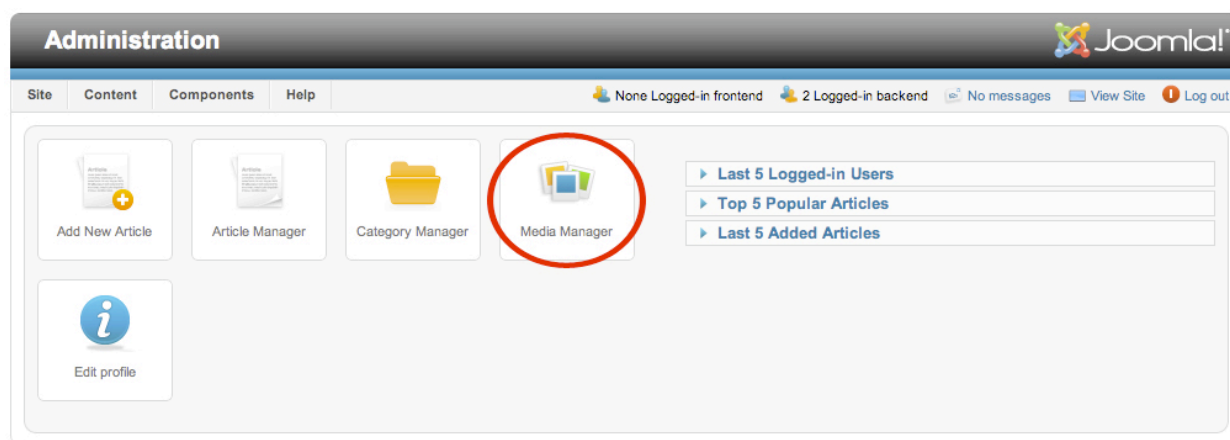 Administration
Joomla!
Site Content Components Help None Logged-in frontend 2 Logged-in backend No messages View Site Log out
Article
Article
Add New Article Article Manager Category Manager Media Manager
Last 5 Logged-in Users
Top 5 Popular Articles
Last 5 Added Articles
Edit profile